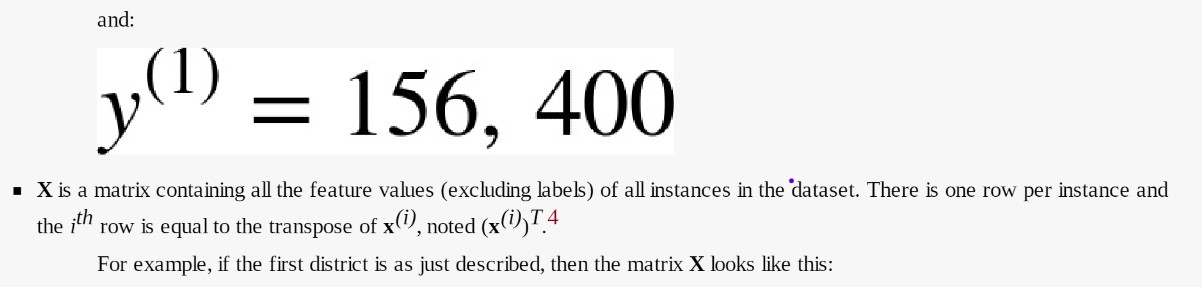 and:
y^(1) = 156, 400
▪ X is a matrix containing all the feature values (excluding labels) of all instances in the dataset. There is one row per instance and
the i^th row is equal to the transpose of x^(i), noted (x^(i))^T.4
For example, if the first district is as just described, then the matrix X looks like this: